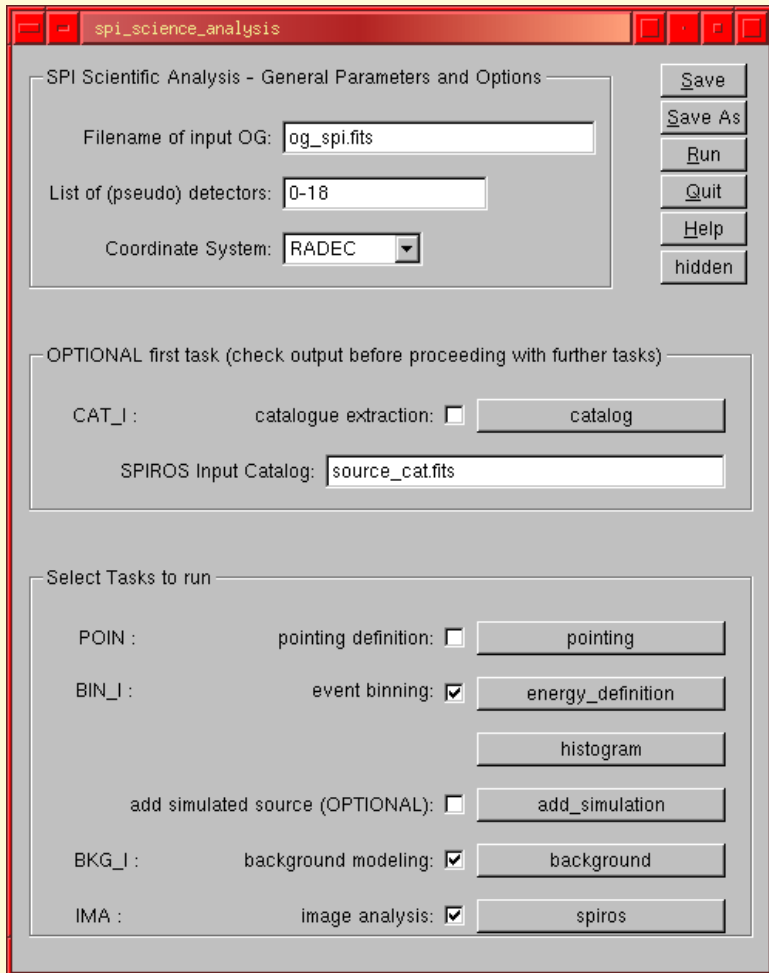 spi_science_analysis
SPI Scientific Analysis - General Parameters and Options
Filename of input OG: og_spi.fits
List of (pseudo) detectors: 0-18
Coordinate System: RADEC
Save
Save As
Run
Quit
Help
hidden
OPTIONAL first task (check output before proceeding with further tasks)
CAT_I : catalogue extraction: catalog
SPIROS Input Catalog: source_cat.fits
Select Tasks to run
POIN : pointing definition: pointing
BIN_I : event binning: energy_definition
histogram
add simulated source (OPTIONAL): add_simulation
BKG_I : background modeling: background
IMA : image analysis: spiros